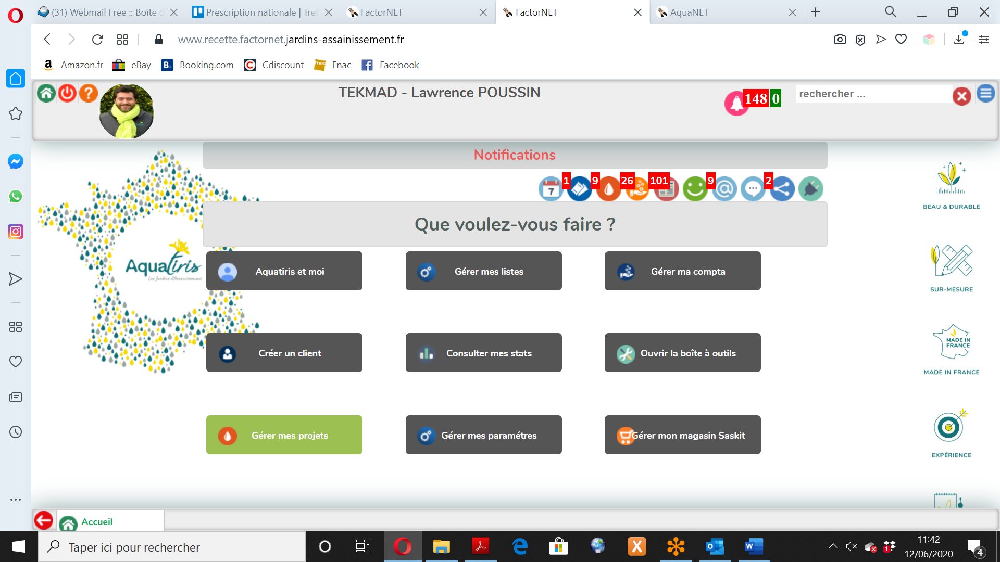 (31) Webmail Free :: Boîte d
Prescription nationale | Trel
FactorNET
FactorNET
AquaNET
www.recette.factornet.jardins-assainissement.fr
Amazon.fr
eBay
Booking.com
Cdiscount
Fnac
Facebook
TEKMAD - Lawrence POUSSIN
148 0
rechercher ...
Notifications
1 9 26 101 9 2
7
Que voulez-vous faire ?
Aquatiris
Les Jardins d'Assainissement
Aquatiris et moi
Gérer mes listes
Gérer ma compta
Créer un client
Consulter mes stats
Ouvrir la boîte à outils
Gérer mes projets
Gérer mes paramétres
Gérer mon magasin Saskit
BEAU & DURABLE
SUR-MESURE
MADE IN
FRANCE
MADE IN FRANCE
EXPÉRIENCE
Accueil
Taper ici pour rechercher
11:42
12/06/2020
4